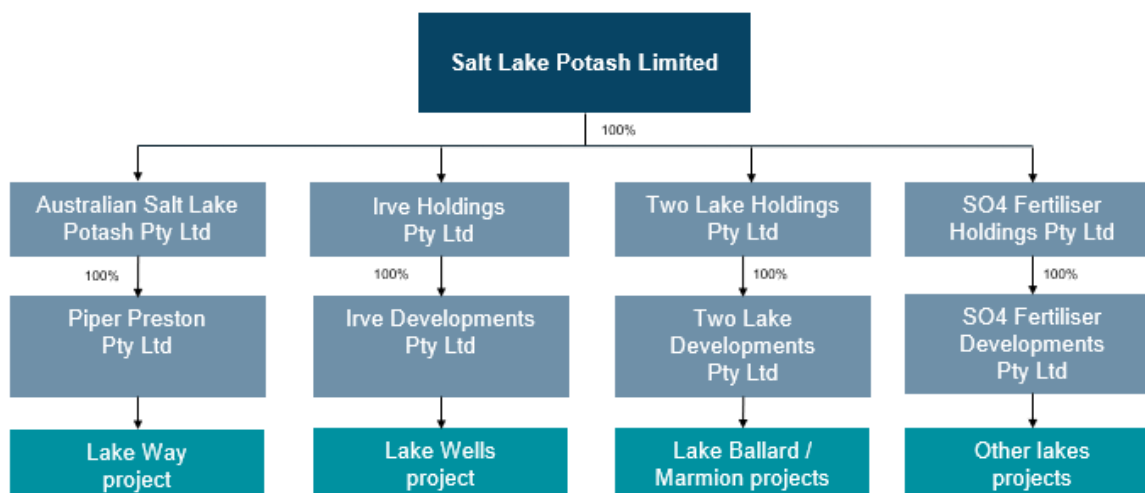 Salt Lake Potash Limited
100%
Australian Salt Lake
Potash Pty Ltd
Irve Holdings
Pty Ltd
Two Lake Holdings
Pty Ltd
SO4 Fertiliser
Holdings Pty Ltd
100%
100%
100%
100%
Piper Preston
Pty Ltd
Irve Developments
Pty Ltd
Two Lake
Developments
Pty Ltd
SO4 Fertiliser
Developments
Pty Ltd
Lake Way
project
Lake Wells
project
Lake Ballard /
Marmion projects
Other lakes
projects